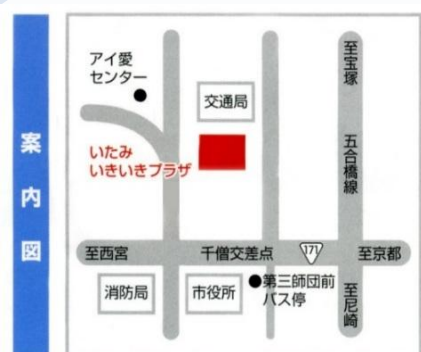 案内図
アイ愛
センター
交通局
いたみ
いきいきプラザ
至宝塚
五合橋線
至西宮
千僧交差点
171
至京都
消防局
市役所
第三師団前
バス停
至尼崎